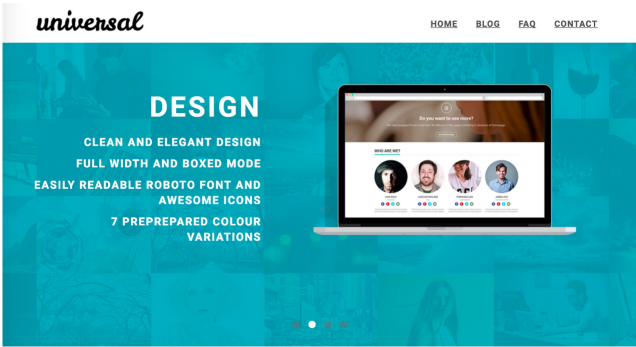 universal
HOME BLOG FAQ CONTACT
DESIGN
CLEAN AND ELEGANT DESIGN
FULL WIDTH AND BOXED MODE
EASILY READABLE ROBOTO FONT AND
AWESOME ICONS
7 PREPREPARED COLOUR
VARIATIONS
Do you want to see more?
WHO ARE WE?